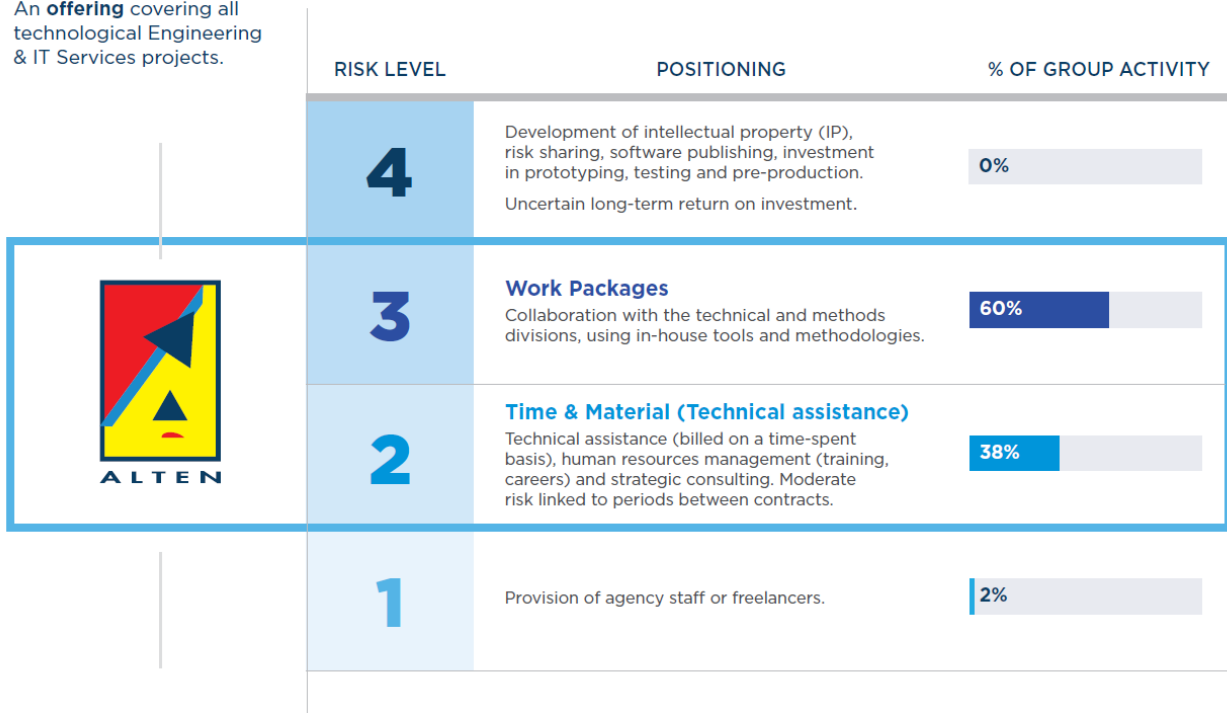 An offering covering all
technological Engineering
& IT Services projects.
RISK LEVEL
POSITIONING
% OF GROUP ACTIVITY
4
Development of intellectual property (IP),
risk sharing, software publishing, investment
in prototyping, testing and pre-production.
Uncertain long-term return on investment.
0%
ALTEN
3
Work Packages
Collaboration with the technical and methods
divisions, using in-house tools and methodologies.
60%
2
Time & Material (Technical assistance)
Technical assistance (billed on a time-spent
basis), human resources management (training,
careers) and strategic consulting. Moderate
risk linked to periods between contracts.
38%
1
Provision of agency staff or freelancers.
2%